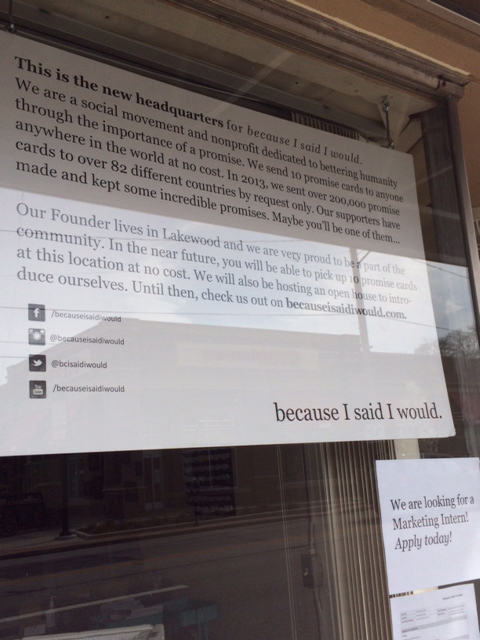 This is the new headquarters for because I said I would.
We are a social movement and nonprofit dedicated to bettering humanity
through the importance of a promise. We send 10 promise cards to anyone
anywhere in the world at no cost. In 2013, we sent over 200,000 promise
cards to over 82 different countries by request only. Our supporters have
made and kept some incredible promises. Maybe you'll be one of them...
Our Founder lives in Lakewood and we are very proud to be a part of the
community. In the near future, you will be able to pick up 10 promise cards
at this location at no cost. We will also be hosting an open house to intro-
duce ourselves. Until then, check us out on becauseisaidiwould.com.
f /becauseisaidiwould
@becauseisaidiwould
@bcisaidiwould
You Tube /becauseisaidiwould
because I said I would.
We are looking for a
Marketing Intern!
Apply today!